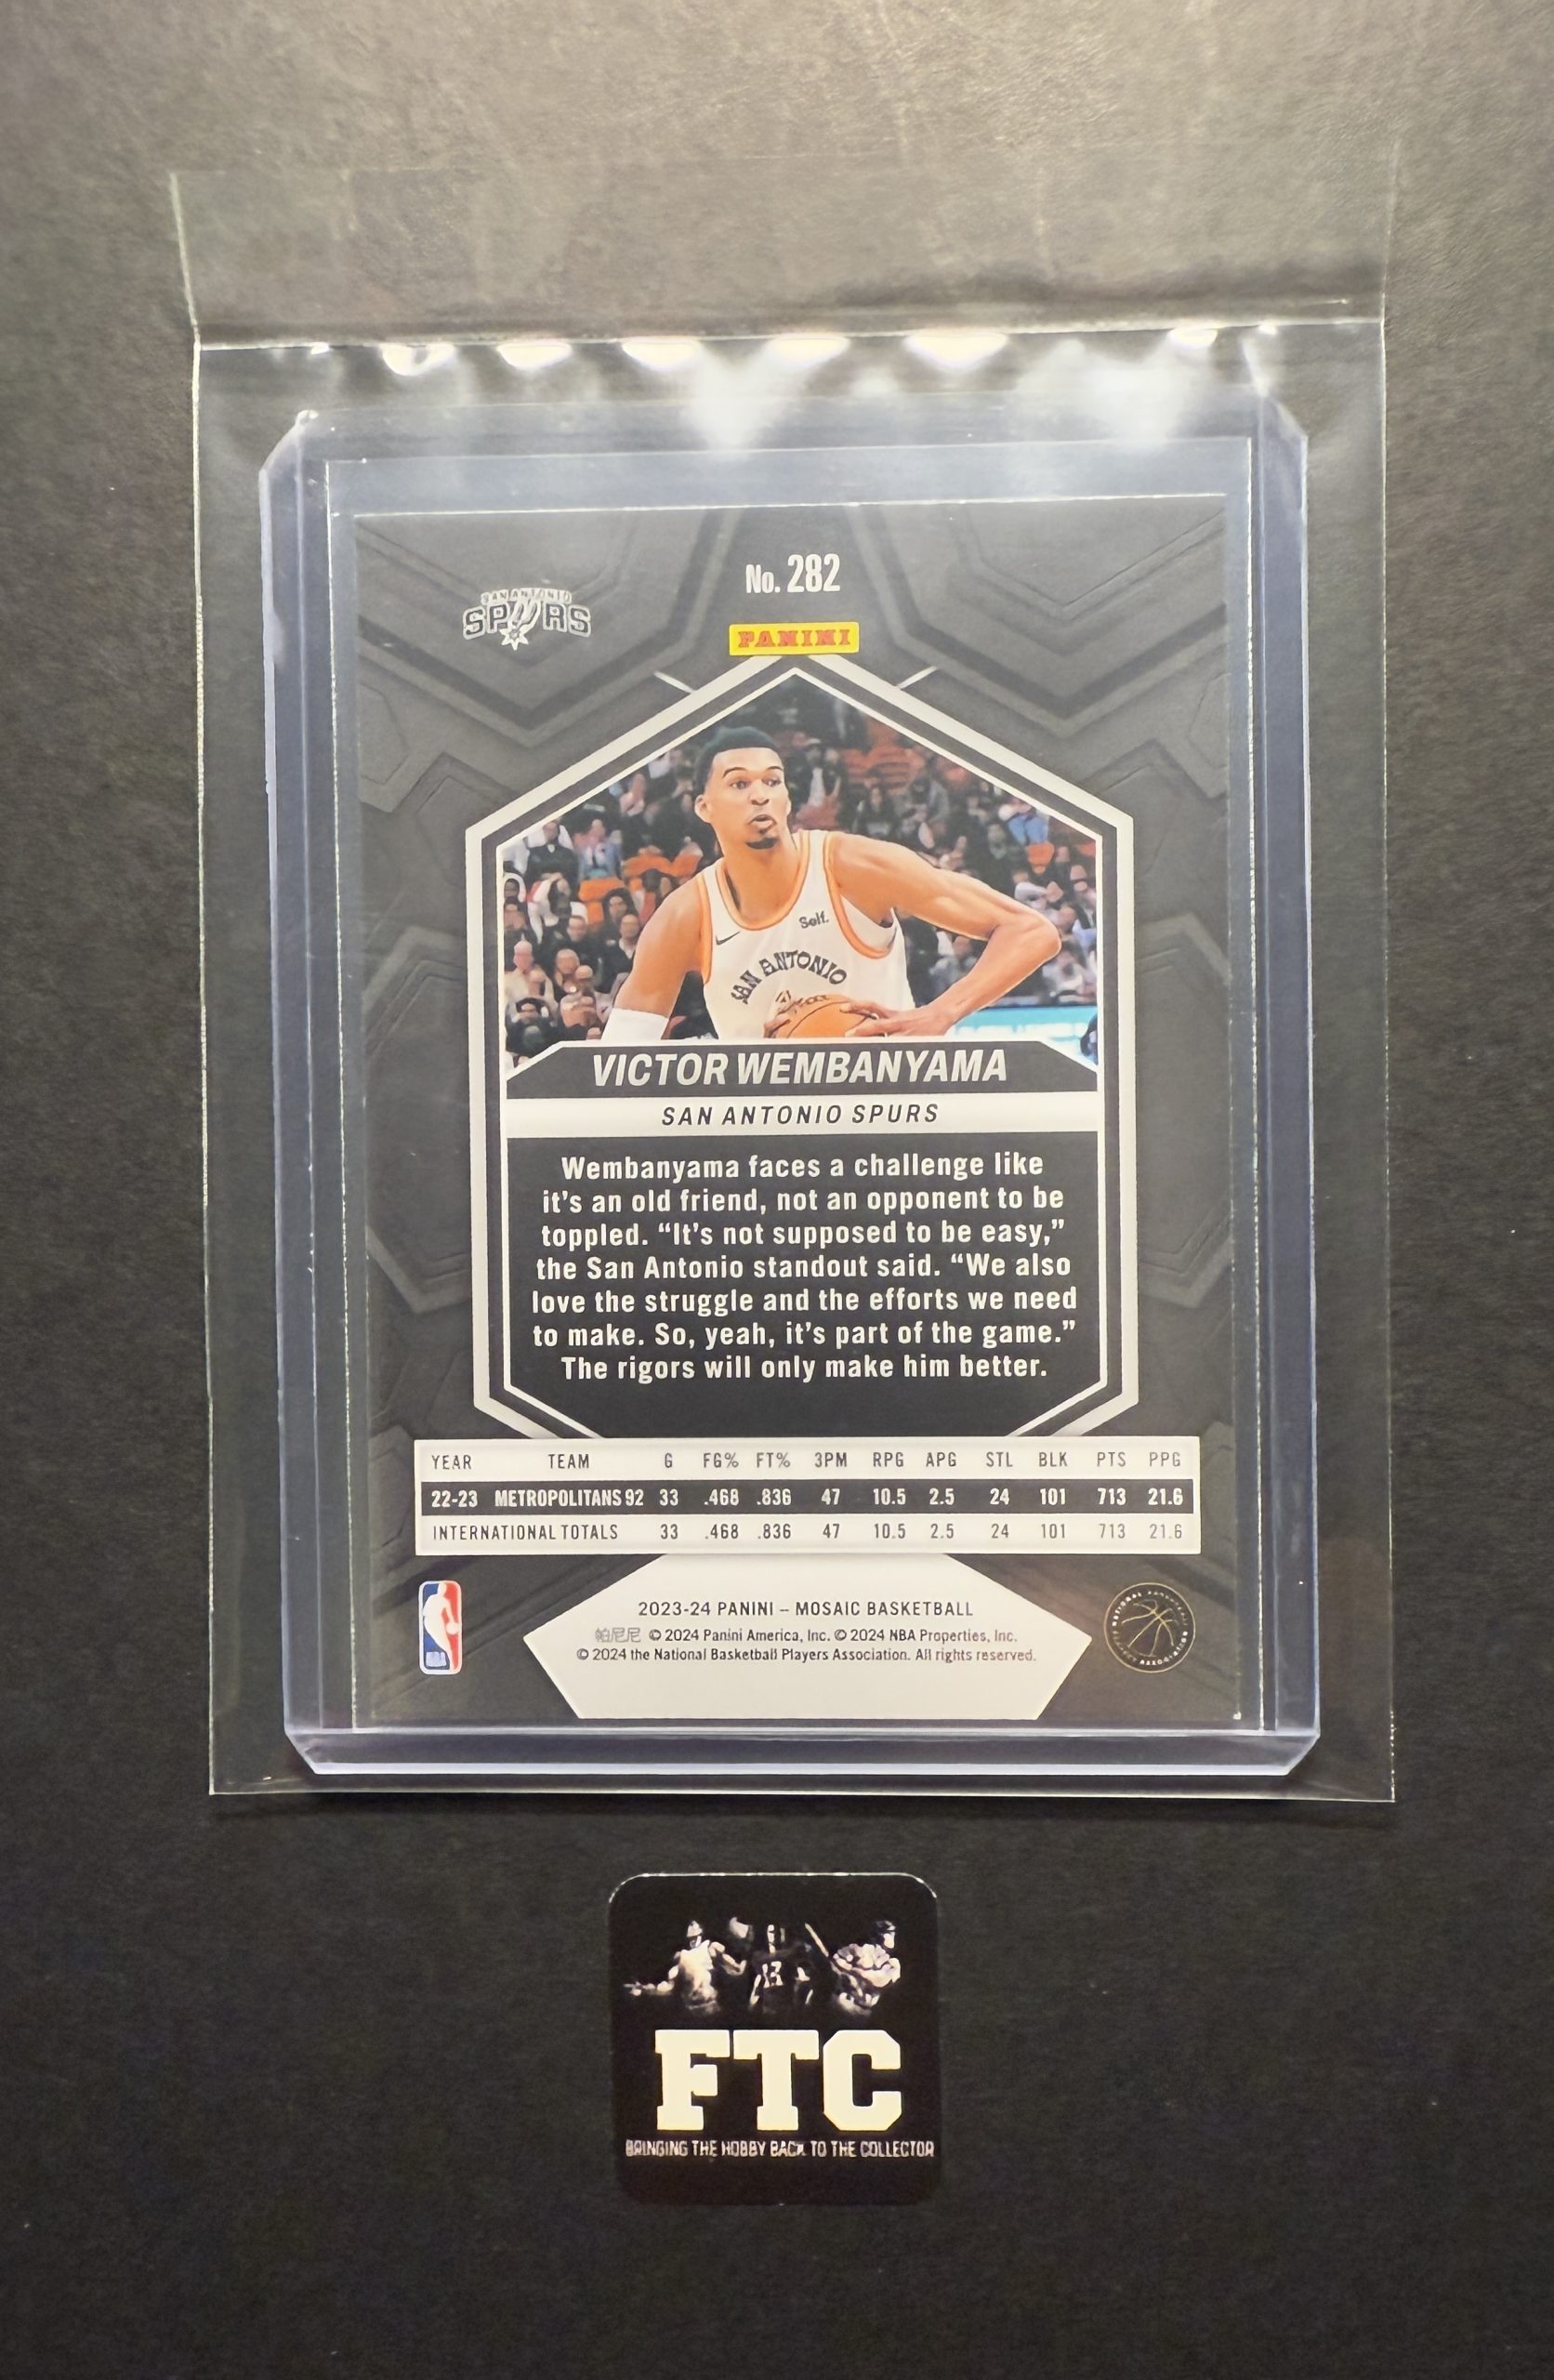 No. 282
SAN ANTONIO
SPURS
PANINI
Self.
SAN ANTONIO
VICTOR WEMBANYAMA
SAN ANTONIO SPURS
Wembanyama faces a challenge like
it's an old friend, not an opponent to be
toppled. “It's not supposed to be easy,”
the San Antonio standout said. “We also
love the struggle and the efforts we need
to make. So, yeah, it's part of the game.”
The rigors will only make him better.
YEAR TEAM G FG% FT% 3PM RPG APG STL BLK PTS PPG
22-23 METROPOLITANS 92 33 .468 .836 47 10.5 2.5 24 101 713 21.6
INTERNATIONAL TOTALS 33 .468 .836 47 10.5 2.5 24 101 713 21.6
2023-24 PANINI – MOSAIC BASKETBALL
帕尼尼 © 2024 Panini America, Inc. © 2024 NBA Properties, Inc.
© 2024 the National Basketball Players Association. All rights reserved.
NBA
13
FTC
BRINGING THE HOBBY BACK TO THE COLLECTOR